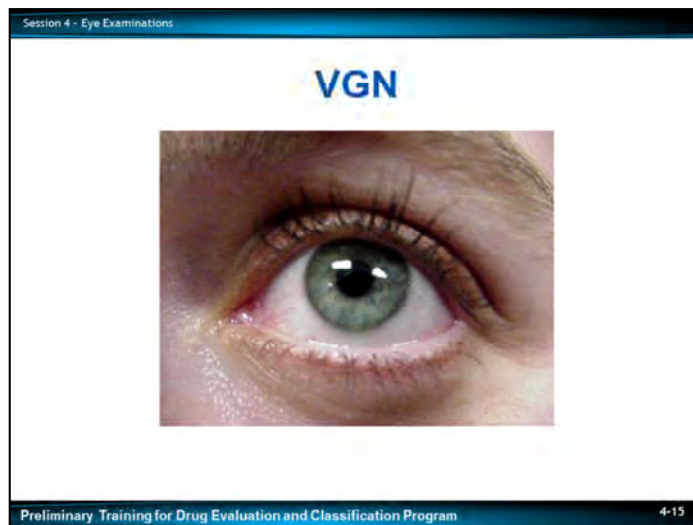 Session 4 - Eye Examinations
VGN
Preliminary Training for Drug Evaluation and Classification Program
4-15